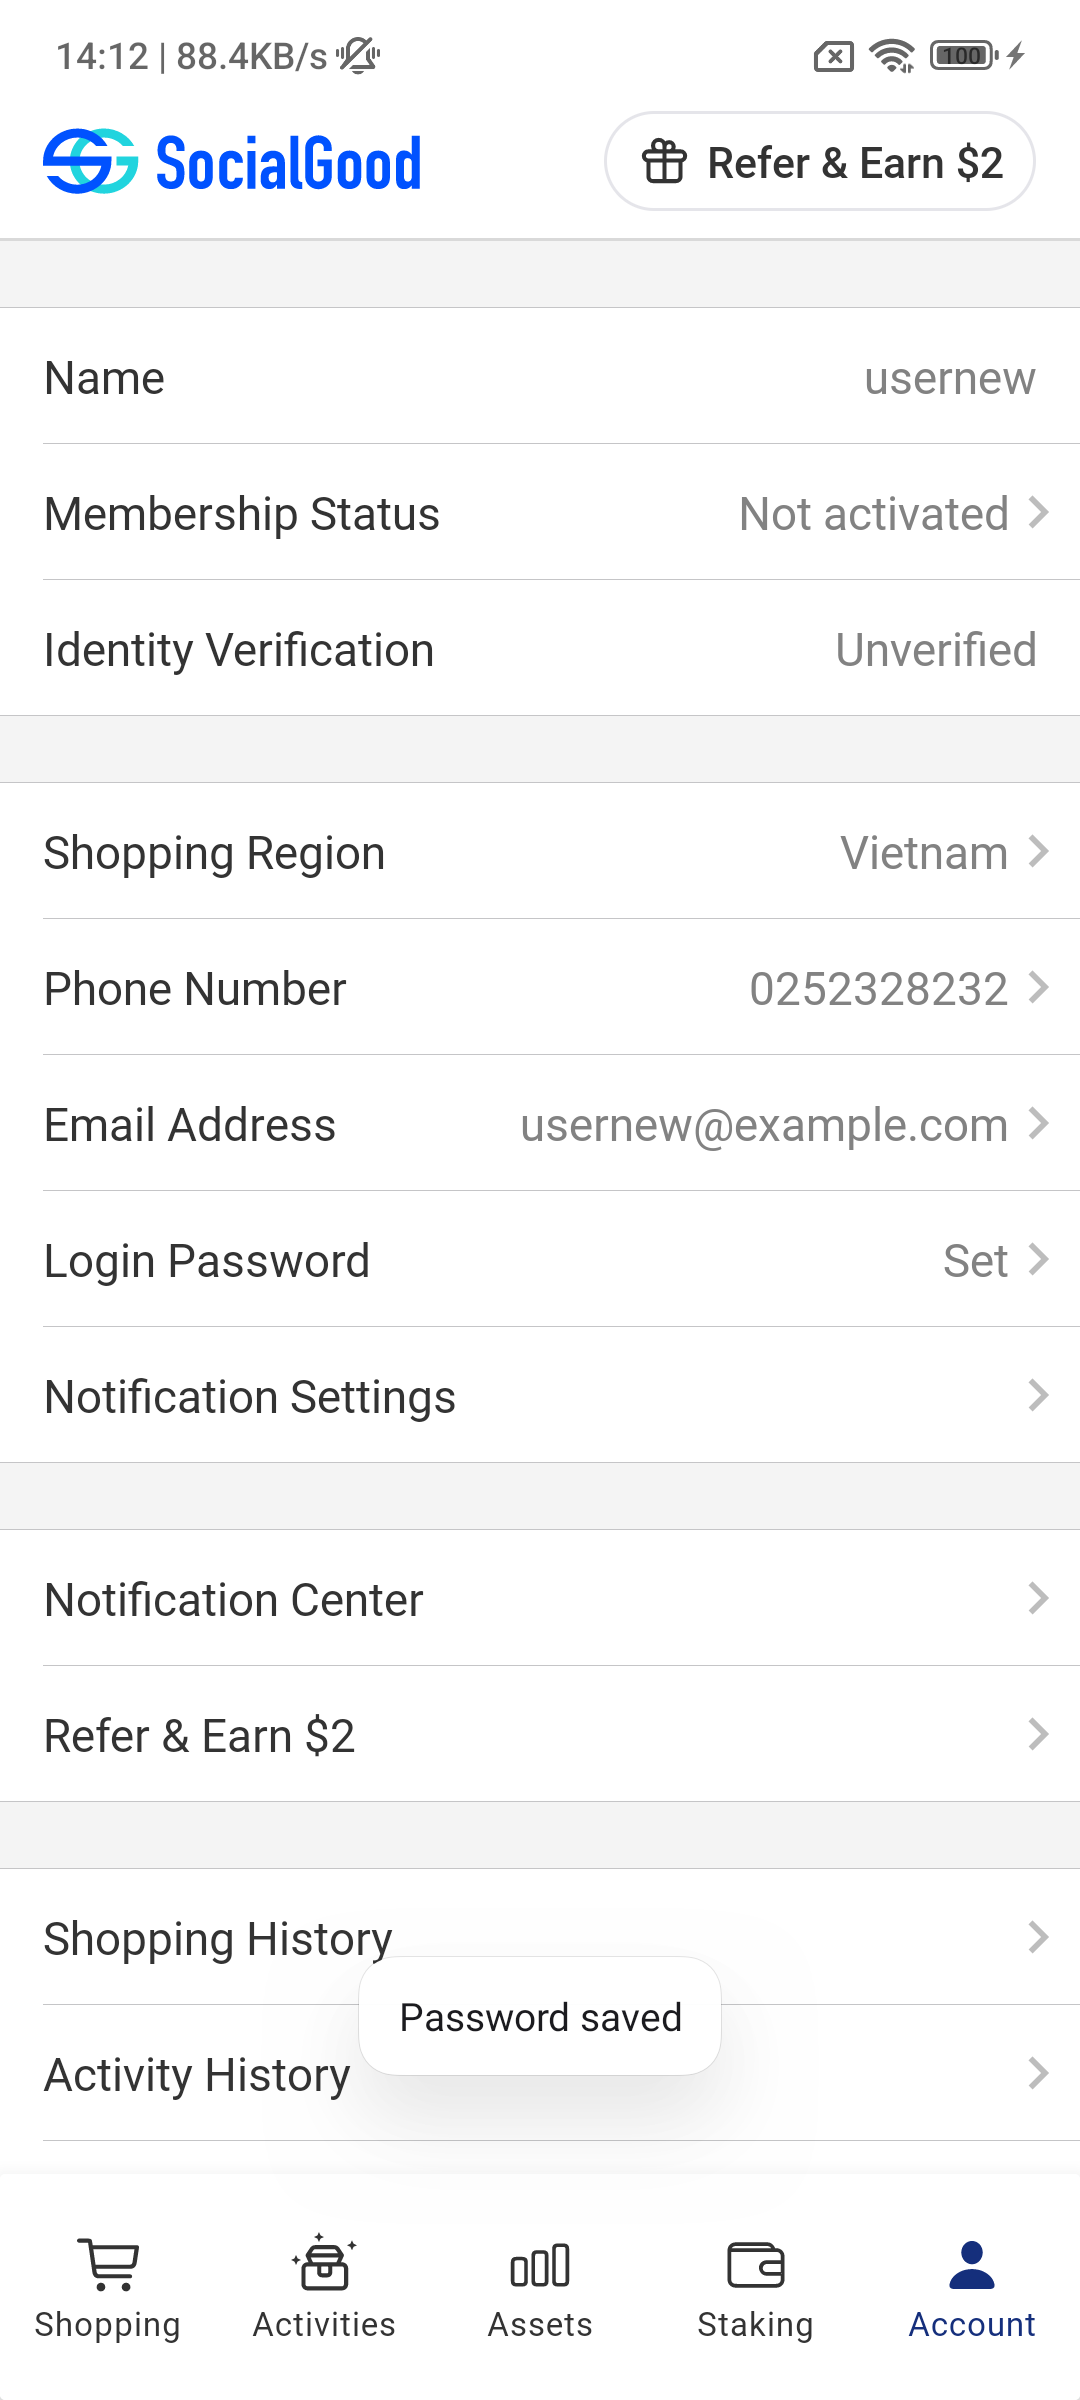 14:12 | 88.4KB/s
100
SocialGood
Refer & Earn $2
Name
usernew
Membership Status
Not activated
Identity Verification
Unverified
Shopping Region
Vietnam
Phone Number
0252328232
Email Address
usernew@example.com
Login Password
Set
Notification Settings
Notification Center
Refer & Earn $2
Shopping History
Password saved
Activity History
Shopping
Activities
Assets
Staking
Account